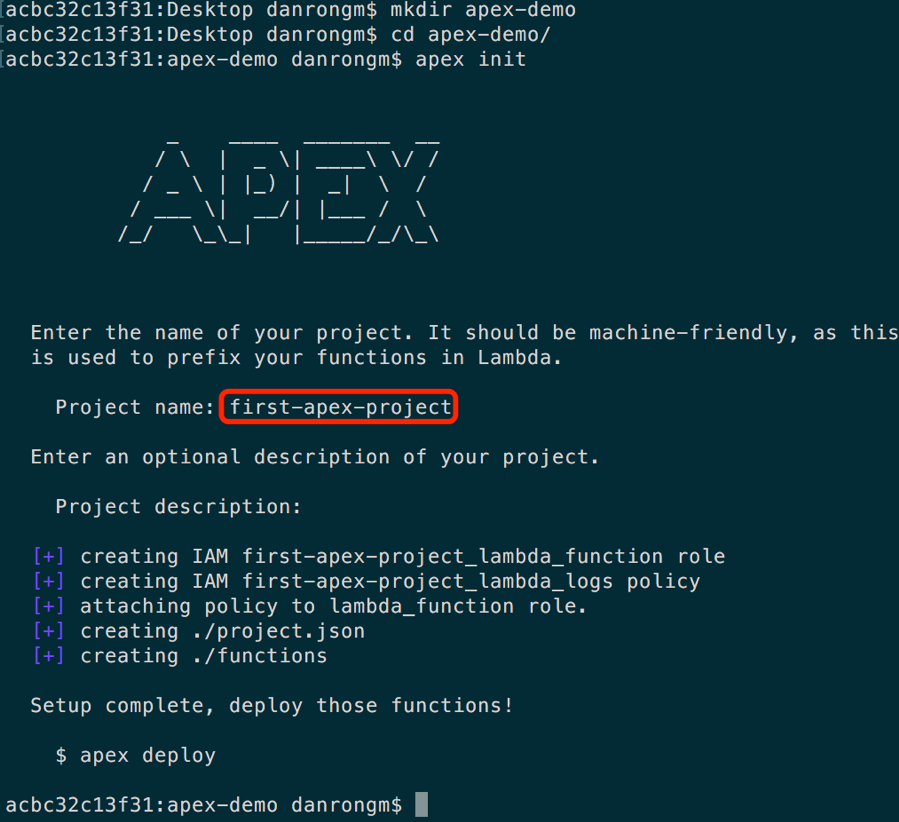 acbc32c13f31:Desktop danrongm$ mkdir apex-demo
acbc32c13f31:Desktop danrongm$ cd apex-demo/
acbc32c13f31:apex-demo danrongm$ apex init
APEX
Enter the name of your project. It should be machine-friendly, as this
is used to prefix your functions in Lambda.
Project name: first-apex-project
Enter an optional description of your project.
Project description:
[+] creating IAM first-apex-project_lambda_function role
[+] creating IAM first-apex-project_lambda_logs policy
[+] attaching policy to lambda_function role.
[+] creating ./project.json
[+] creating ./functions
Setup complete, deploy those functions!
$ apex deploy
acbc32c13f31:apex-demo danrongm$